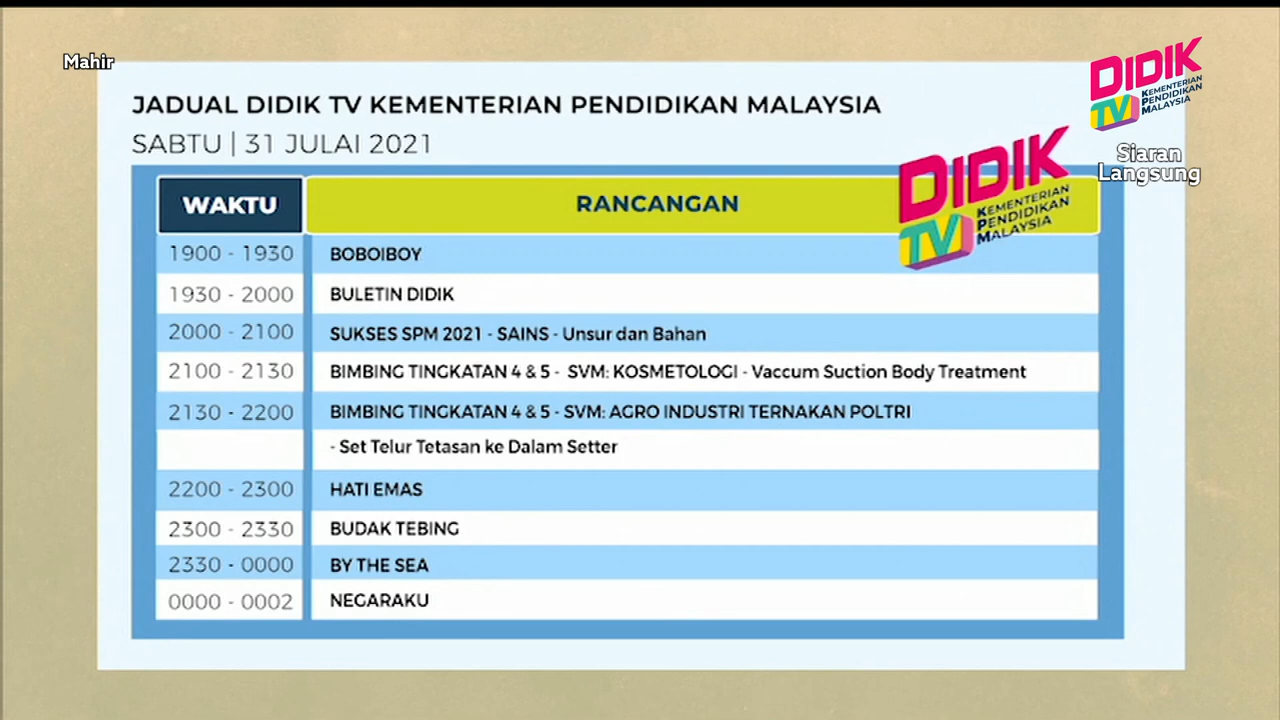 Mahir
DIDIK
TV KEMENTERIAN
PENDIDIKAN
MALAYSIA
Siaran
Langsung
JADUAL DIDIK TV KEMENTERIAN PENDIDIKAN MALAYSIA
SABTU | 31 JULAI 2021
DIDIK
TV KEMENTERIAN
PENDIDIKAN
MALAYSIA
WAKTU RANCANGAN
1900 - 1930 BOBOIBOY
1930 - 2000 BULETIN DIDIK
2000 - 2100 SUKSES SPM 2021 - SAINS - Unsur dan Bahan
2100 - 2130 BIMBING TINGKATAN 4 & 5 - SVM: KOSMETOLOGI - Vaccum Suction Body Treatment
2130 - 2200 BIMBING TINGKATAN 4 & 5 - SVM: AGRO INDUSTRI TERNAKAN POLTRI
- Set Telur Tetasan ke Dalam Setter
2200 - 2300 HATI EMAS
2300 - 2330 BUDAK TEBING
2330 - 0000 BY THE SEA
0000 - 0002 NEGARAKU